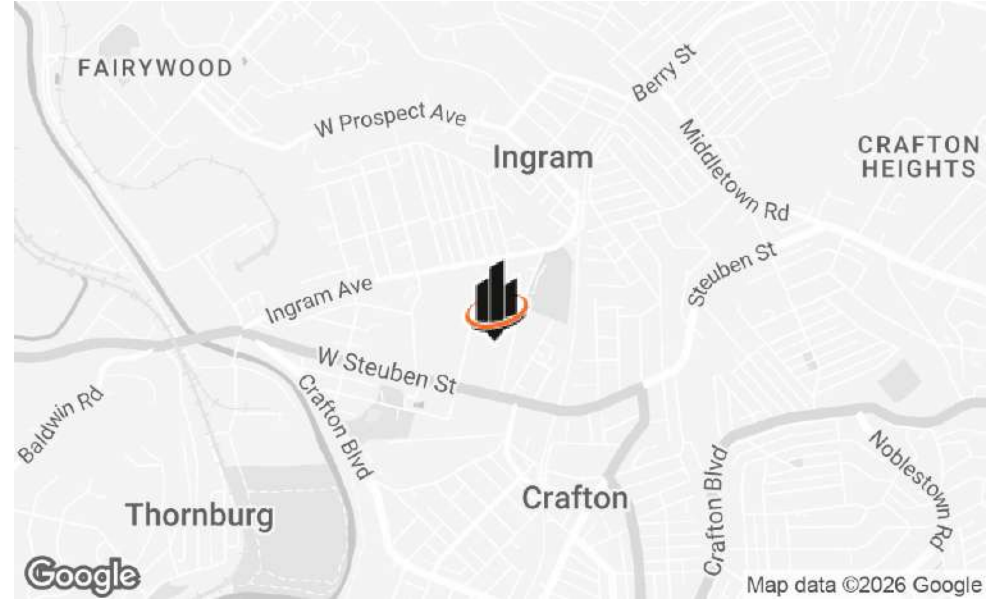 FAIRYWOOD
Berry St
W Prospect Ave
Ingram
CRAFTON
HEIGHTS
Middletown Rd
Steuben St
Ingram Ave
W Steuben St
Baldwin Rd
Crafton Blvd
Crafton Blvd
Noblestown Rd
Crafton
Thornburg
Google
Map data ©2026 Google